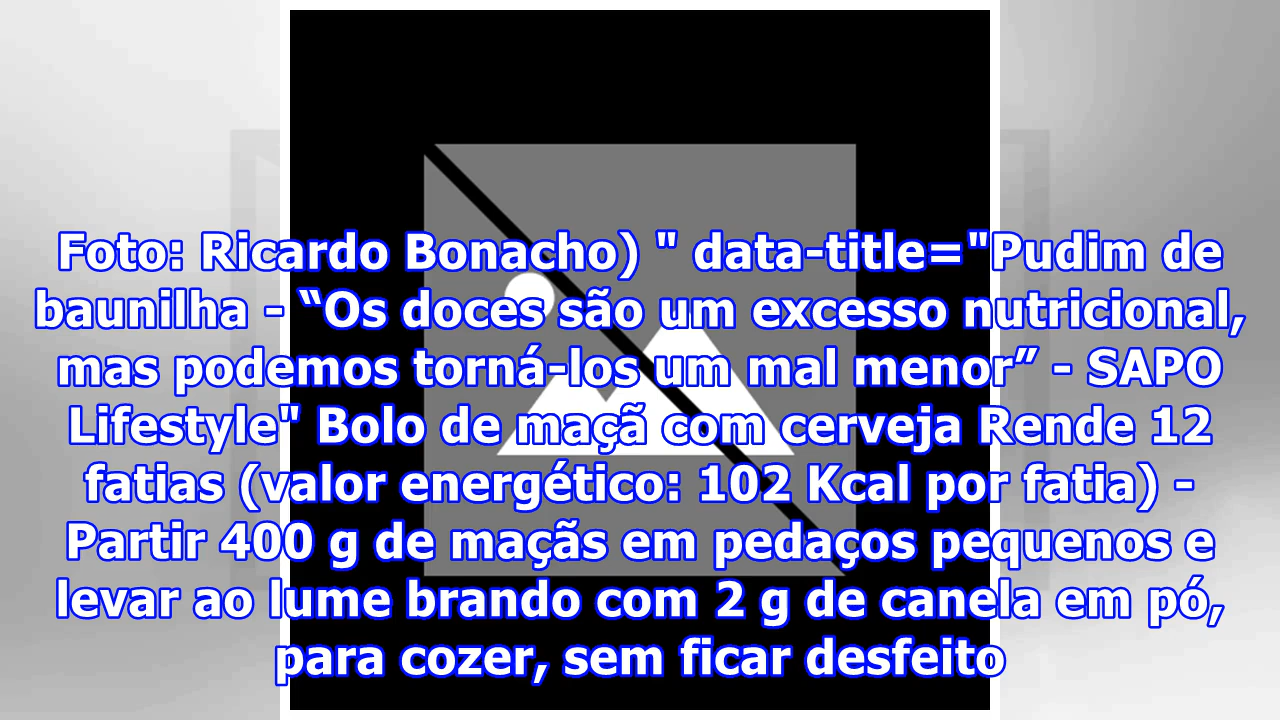 Foto: Ricardo Bonacho) " data-title="Pudim de
baunilha - “Os doces são um excesso nutricional,
mas podemos torná-los um mal menor” - SAPO
Lifestyle" Bolo de maçã com cerveja Rende 12
fatias (valor energético: 102 Kcal por fatia) -
Partir 400 g de maçãs em pedaços pequenos e
levar ao lume brando com 2 g de canela em pó,
para cozer, sem ficar desfeito